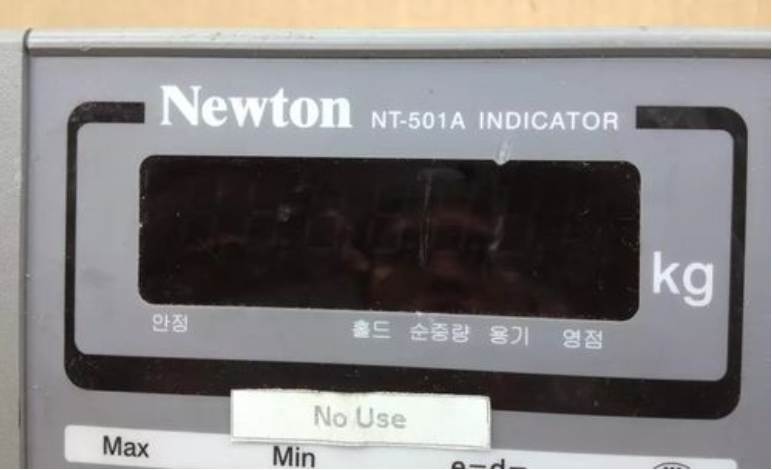 Newton NT-501A INDICATOR
kg
안정 홀드 순중량 용기 영점
No Use
Max Min e=d=